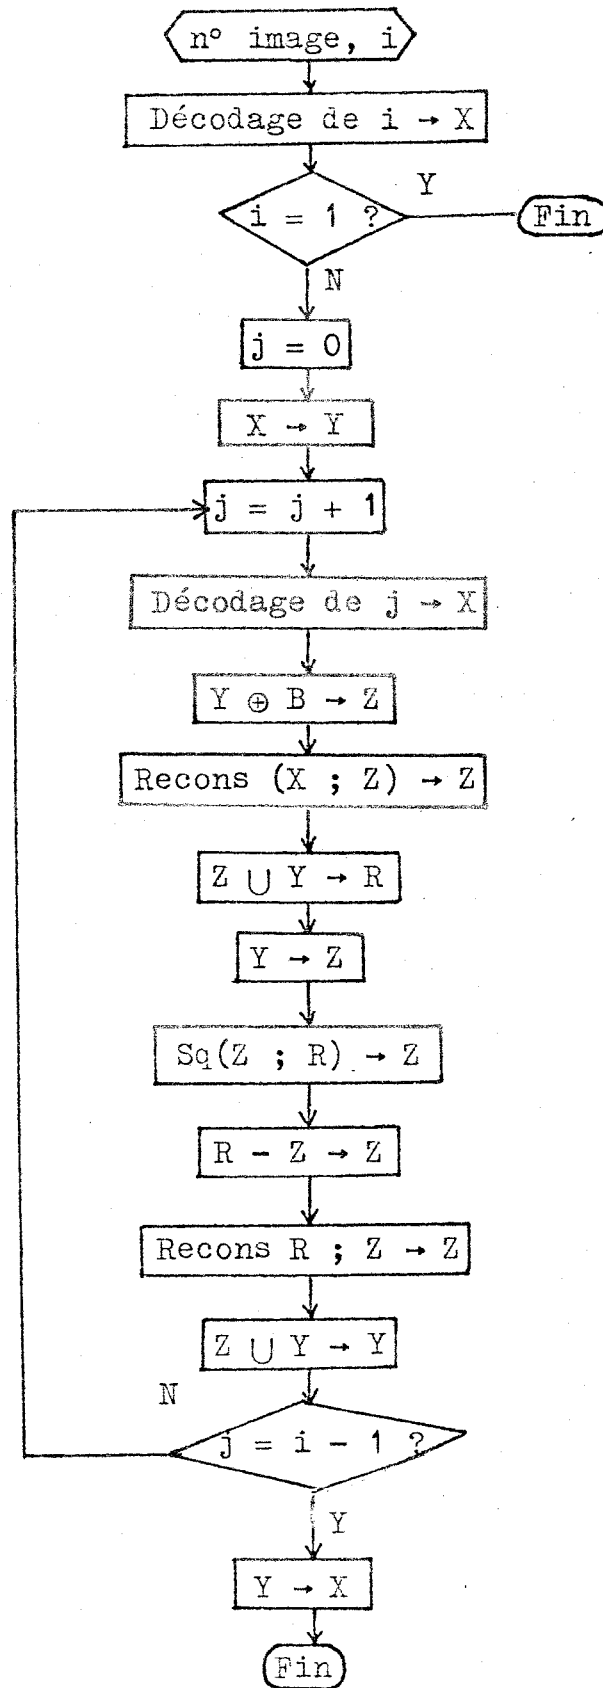 n° image, i
Décodage de i → X
Y
i = 1 ?
Fin
N
j = 0
X → Y
j = j + 1
Décodage de j → X
Y ⊕ B → Z
Recons (X ; Z) → Z
Z ∪ Y → R
Y → Z
Sq(Z ; R) → Z
R - Z → Z
Recons R ; Z → Z
Z ∪ Y → Y
N
j = i - 1 ?
Y
Y → X
Fin